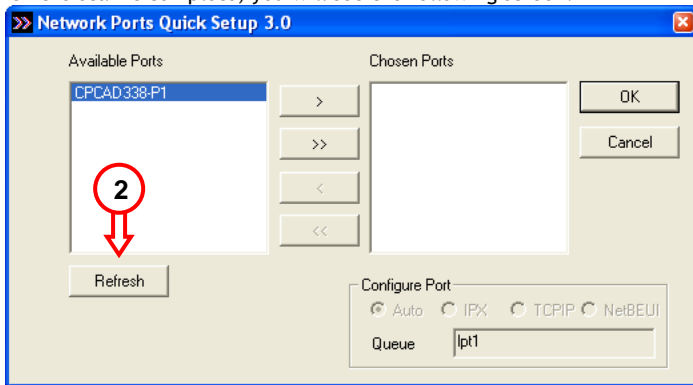 >> Network Ports Quick Setup 3.0
Available Ports
Chosen Ports
CPCAD338-P1
>
>>
<
<<
OK
Cancel
2
Refresh
Configure Port
Auto IPX TCPIP NetBEUI
Queue lpt1